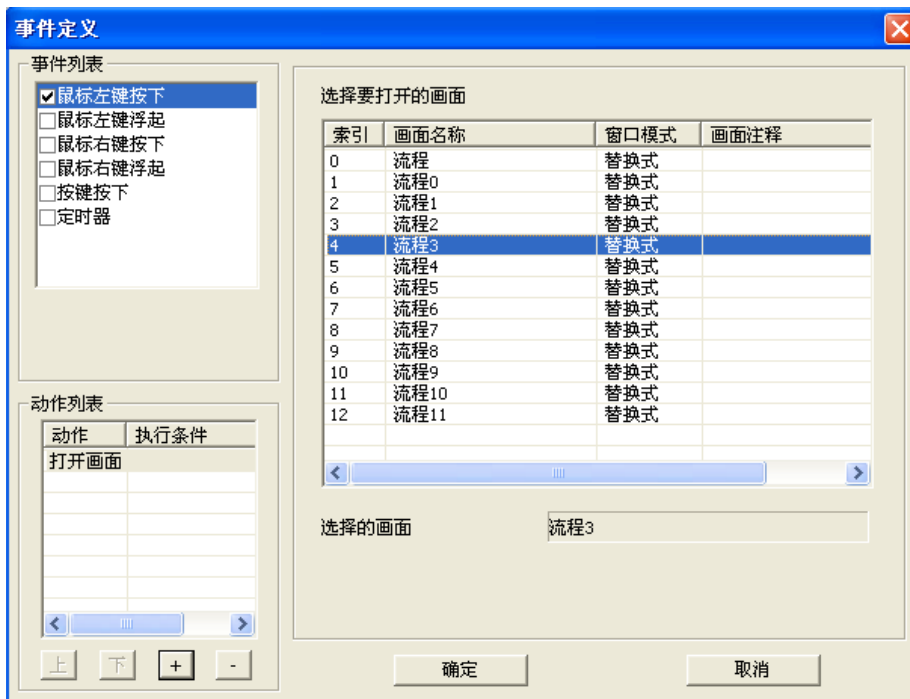 事件定义
事件列表
鼠标左键按下
鼠标左键浮起
鼠标右键按下
鼠标右键浮起
按键按下
定时器
动作列表
动作 执行条件
打开画面
上 下 + -
选择要打开的画面
索引 画面名称 窗口模式 画面注释
0 流程 替换式
1 流程0 替换式
2 流程1 替换式
3 流程2 替换式
4 流程3 替换式
5 流程4 替换式
6 流程5 替换式
7 流程6 替换式
8 流程7 替换式
9 流程8 替换式
10 流程9 替换式
11 流程10 替换式
12 流程11 替换式
选择的画面 流程3
确定 取消